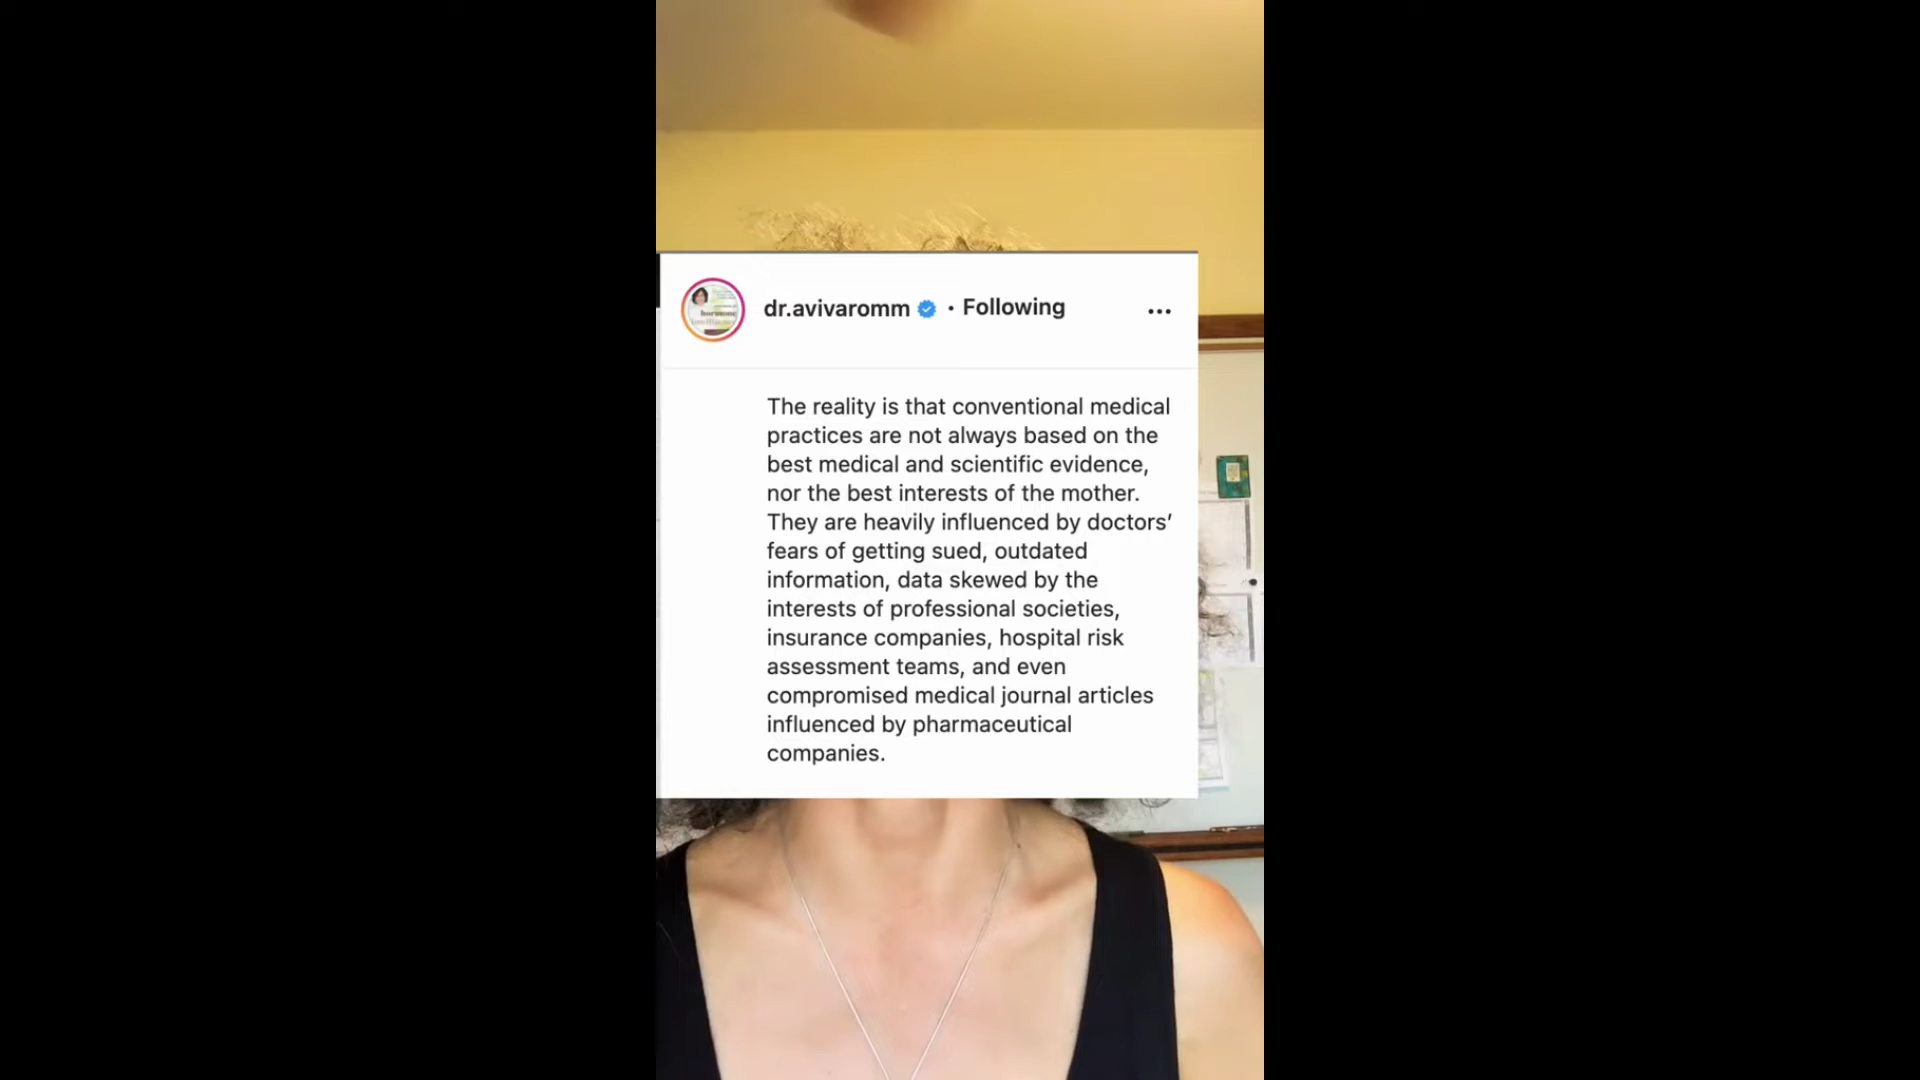 dr.avivaromm • Following
The reality is that conventional medical
practices are not always based on the
best medical and scientific evidence,
nor the best interests of the mother.
They are heavily influenced by doctors’
fears of getting sued, outdated
information, data skewed by the
interests of professional societies,
insurance companies, hospital risk
assessment teams, and even
compromised medical journal articles
influenced by pharmaceutical
companies.